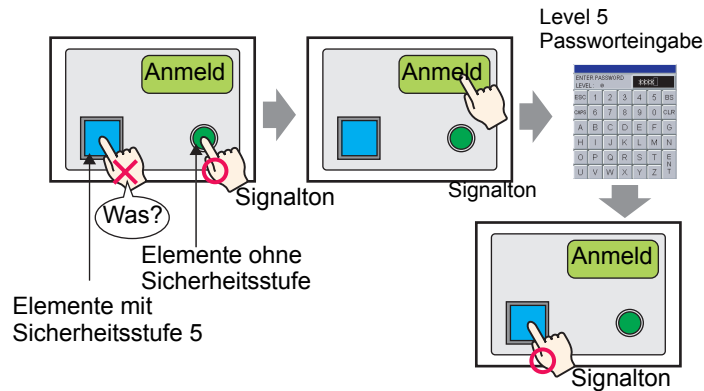 Level 5
Passworteingabe
Anmeld
Anmeld
ENTER PASSWORD
LEVEL:
****
ESC 1 2 3 4 5 BS
CAPS 6 7 8 9 0 CLR
A B C D E F G
H I J K L M N
O P Q R S T ENT
U V W X Y Z
Signalton
Signalton
Was?
Elemente ohne
Sicherheitsstufe
Elemente mit
Sicherheitsstufe 5
Anmeld
Signalton